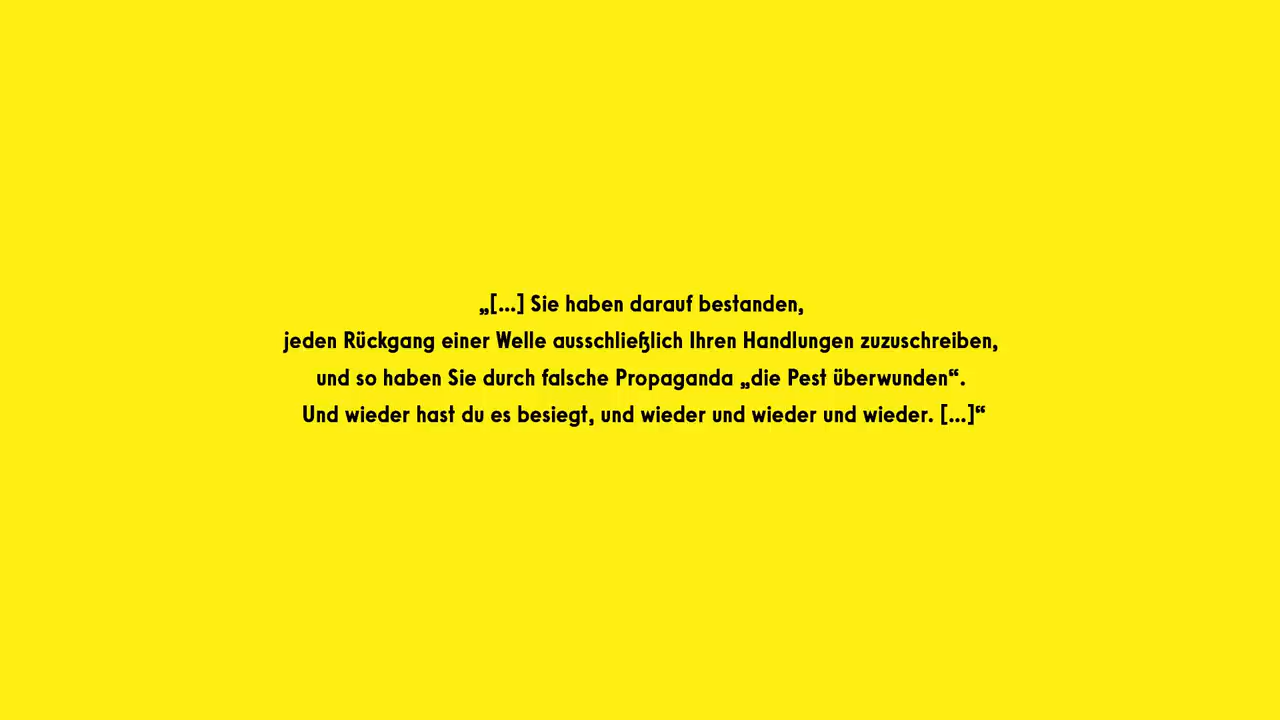 „[...] Sie haben darauf bestanden,
jeden Rückgang einer Welle ausschließlich Ihren Handlungen zuzuschreiben,
und so haben Sie durch falsche Propaganda „die Pest überwunden“.
Und wieder hast du es besiegt, und wieder und wieder und wieder. [...]“